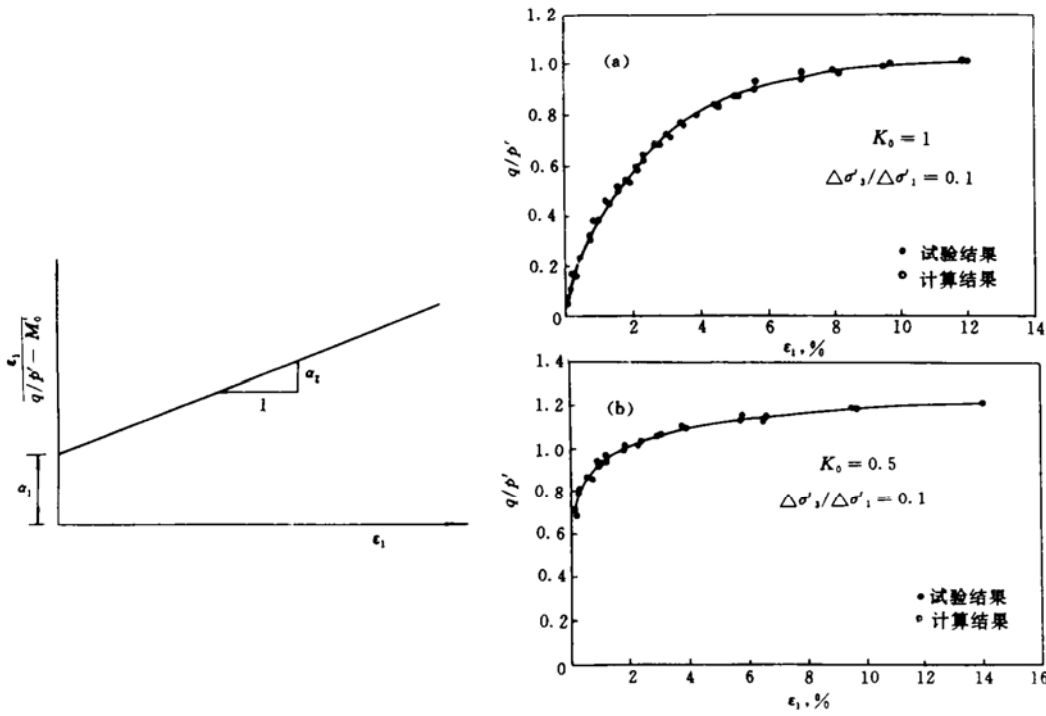 ε₁
q/p′ − M₀
α₁
α₂
1
ε₁
1.2
1.0
0.8
0.6
0.4
0.2
0
(a)
q/p′
K₀ = 1
△σ′₃/△σ′₁ = 0.1
● 试验结果
○ 计算结果
2 4 6 8 10 12 14
ε₁, %
1.4
1.2
1.0
0.8
0.6
0.4
0.2
0
(b)
q/p′
K₀ = 0.5
△σ′₃/△σ′₁ = 0.1
● 试验结果
○ 计算结果
2 4 6 8 10 12 14 16
ε₁, %